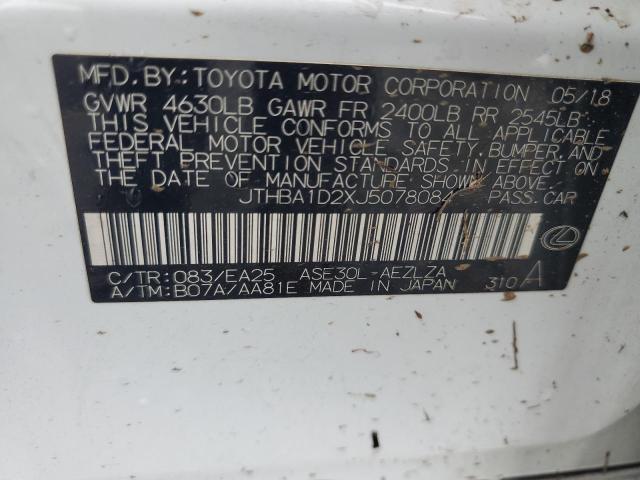 MFD. BY: TOYOTA MOTOR CORPORATION 05/18
GVWR 4630LB GAWR FR 2400LB RR 2545LB
THIS VEHICLE CONFORMS TO ALL APPLICABLE
FEDERAL MOTOR VEHICLE SAFETY, BUMPER, AND
THEFT PREVENTION STANDARDS IN EFFECT ON
THE DATE OF MANUFACTURE SHOWN ABOVE.
JTHBA1D2XJ5078084 PASS. CAR
C/TR: 083/EA25 ASE30L-AEZLZA
A/TM: B07A/AA81E MADE IN JAPAN 310A